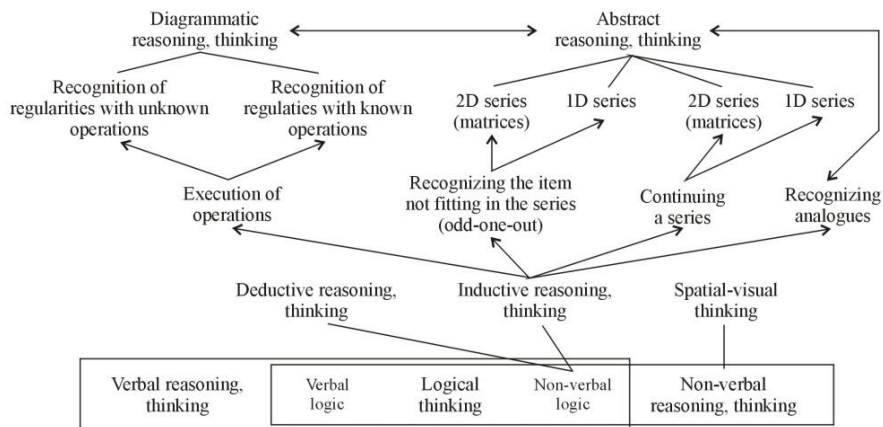 Diagrammatic
reasoning, thinking
Abstract
reasoning, thinking
Recognition of
regularities with unknown
operations
Recognition of
regulaties with known
operations
2D series
(matrices)
1D series
2D series
(matrices)
1D series
Execution of
operations
Recognizing the item
not fitting in the series
(odd-one-out)
Continuing
a series
Recognizing
analogues
Deductive reasoning,
thinking
Inductive reasoning,
thinking
Spatial-visual
thinking
Verbal reasoning,
thinking
Verbal
logic
Logical
thinking
Non-verbal
logic
Non-verbal
reasoning, thinking